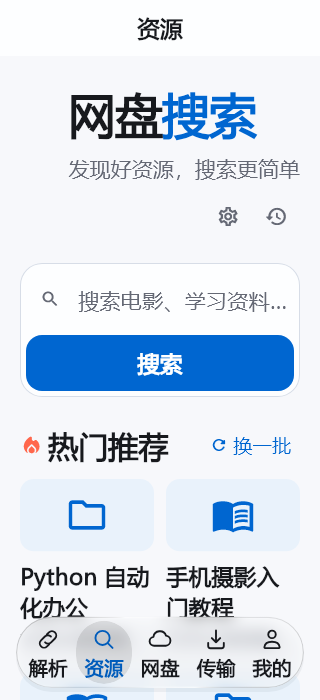 资源
网盘搜索
发现好资源，搜索更简单
搜索电影、学习资料...
搜索
热门推荐
换一批
Python 自动
化办公
手机摄影入
门教程
解析
资源
网盘
传输
我的